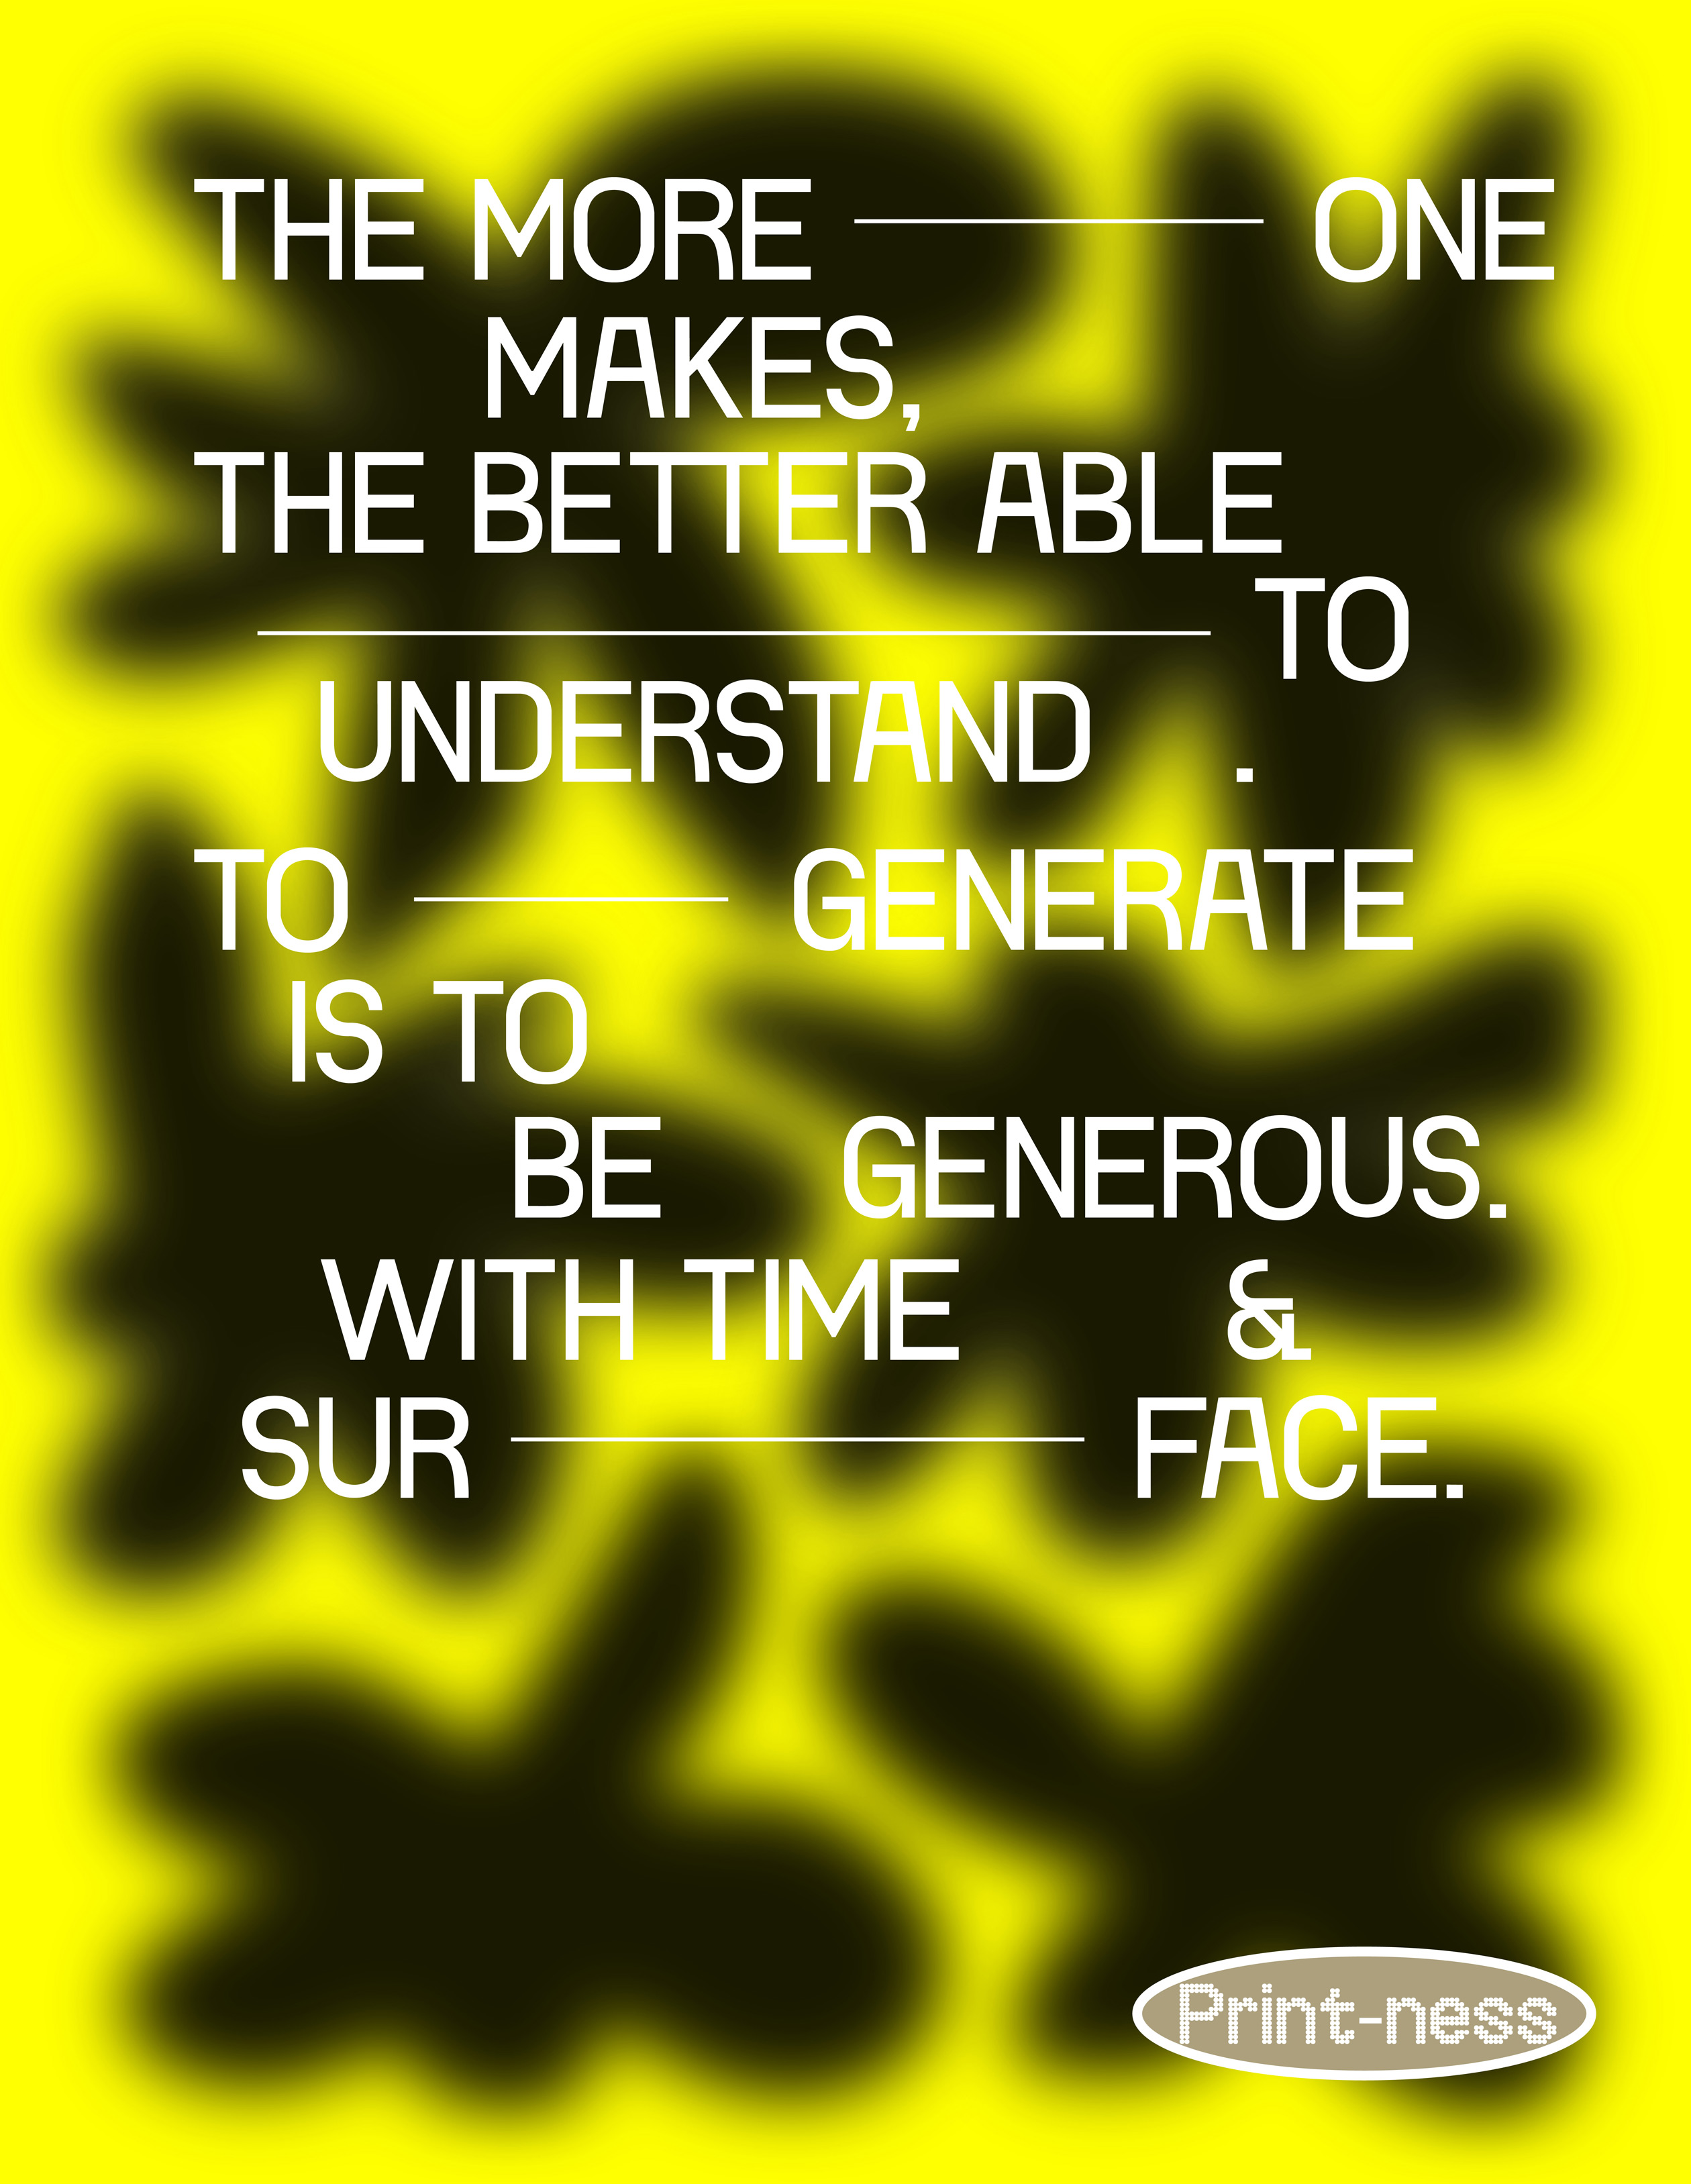 THE MORE ——— ONE
MAKES,
THE BETTER ABLE
——— TO
UNDERSTAND .
TO ——— GENERATE
IS TO
BE GENEROUS.
WITH TIME &
SUR ——— FACE.
Print-ness